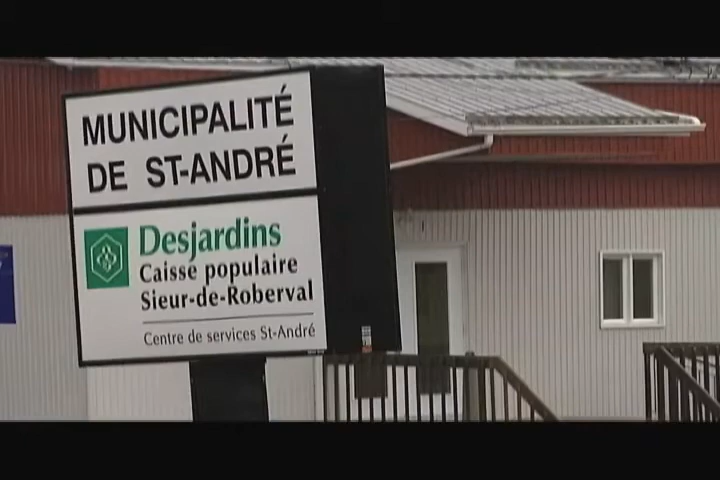 MUNICIPALITÉ
DE ST-ANDRÉ
Desjardins
Caisse populaire
Sieur-de-Roberval
Centre de services St-André